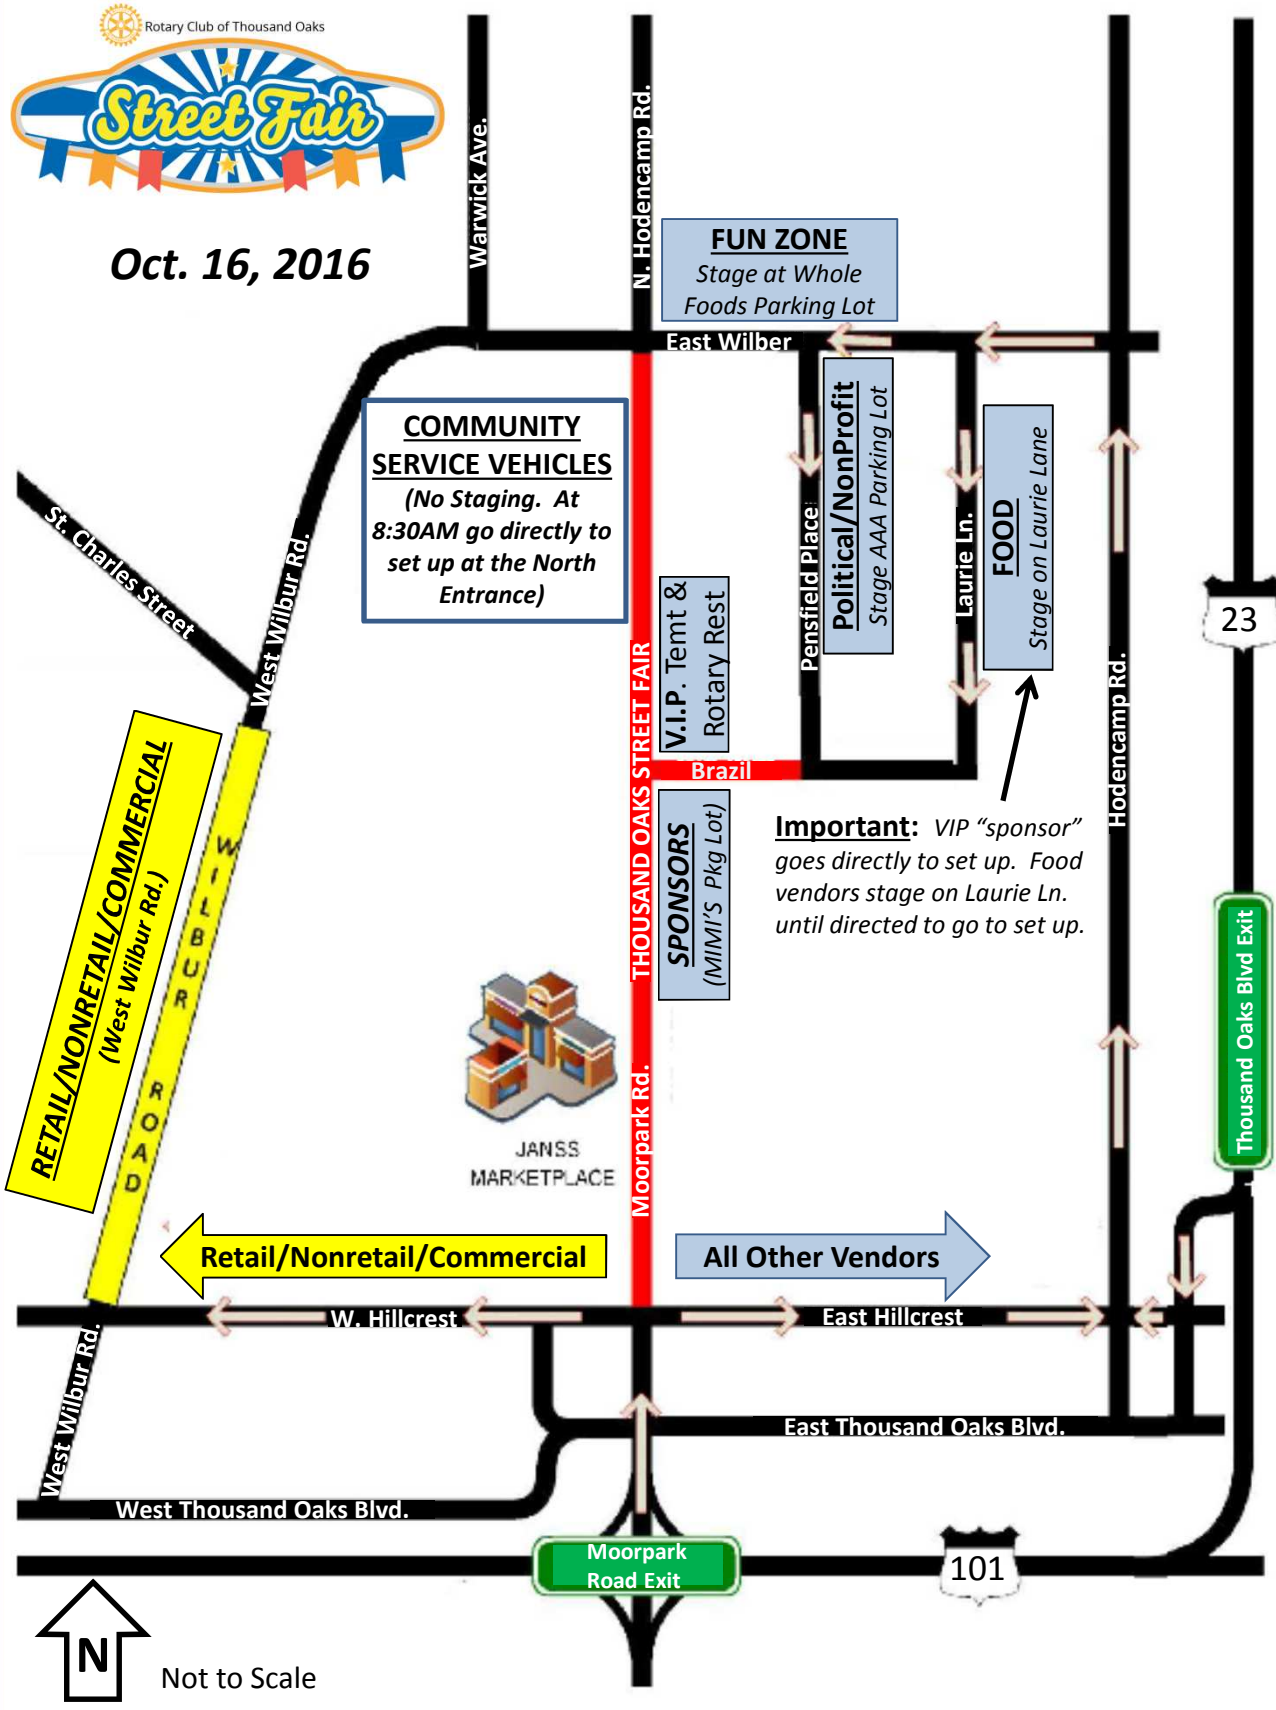 Rotary Club of Thousand Oaks
Street Fair
Oct. 16, 2016
Warwick Ave.
N. Hodencamp Rd.
FUN ZONE
Stage at Whole
Foods Parking Lot
East Wilber
COMMUNITY
SERVICE VEHICLES
(No Staging. At
8:30AM go directly to
set up at the North
Entrance)
Political/NonProfit
Stage AAA Parking Lot
Pensfield Place
Laurie Ln.
FOOD
Stage on Laurie Lane
St. Charles Street
West Wilbur Rd.
V.I.P. Temt &
Rotary Rest
23
THOUSAND OAKS STREET FAIR
Brazil
Hodencamp Rd.
RETAIL/NONRETAIL/COMMERCIAL
(West Wilbur Rd.)
WILBUR ROAD
SPONSORS
(MIMI'S Pkg Lot)
Important: VIP “sponsor”
goes directly to set up. Food
vendors stage on Laurie Ln.
until directed to go to set up.
Thousand Oaks Blvd Exit
JANSS
MARKETPLACE
Moorpark Rd.
Retail/Nonretail/Commercial
All Other Vendors
W. Hillcrest
East Hillcrest
West Wilbur Rd.
East Thousand Oaks Blvd.
West Thousand Oaks Blvd.
Moorpark
Road Exit
101
N
Not to Scale